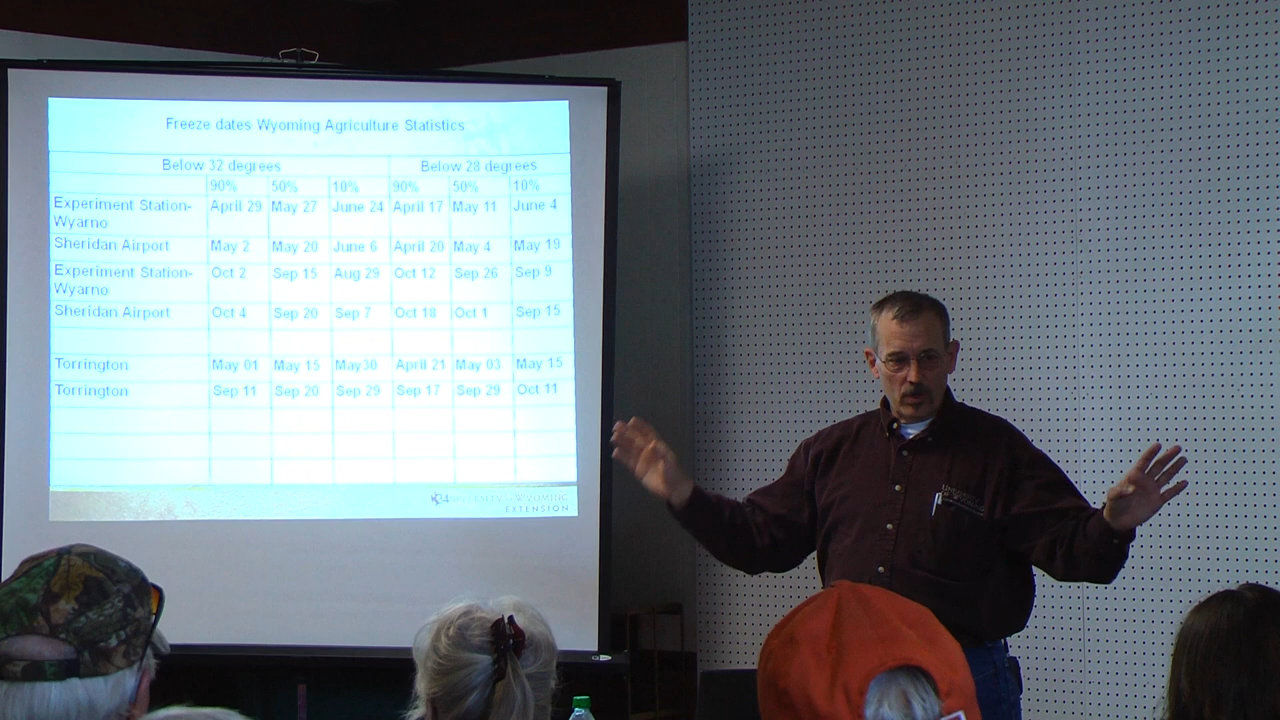 Freeze dates Wyoming Agriculture Statistics
Below 32 degrees Below 28 degrees
90% 50% 10% 90% 50% 10%
Experiment Station- April 29 May 27 June 24 April 17 May 11 June 4
Wyarno
Sheridan Airport May 2 May 20 June 6 April 20 May 4 May 19
Experiment Station- Oct 2 Sep 15 Aug 29 Oct 12 Sep 26 Sep 9
Wyarno
Sheridan Airport Oct 4 Sep 20 Sep 7 Oct 18 Oct 1 Sep 15
Torrington May 01 May 15 May30 April 21 May 03 May 15
Torrington Sep 11 Sep 20 Sep 29 Sep 17 Sep 29 Oct 11
UNIVERSITY OF WYOMING
EXTENSION